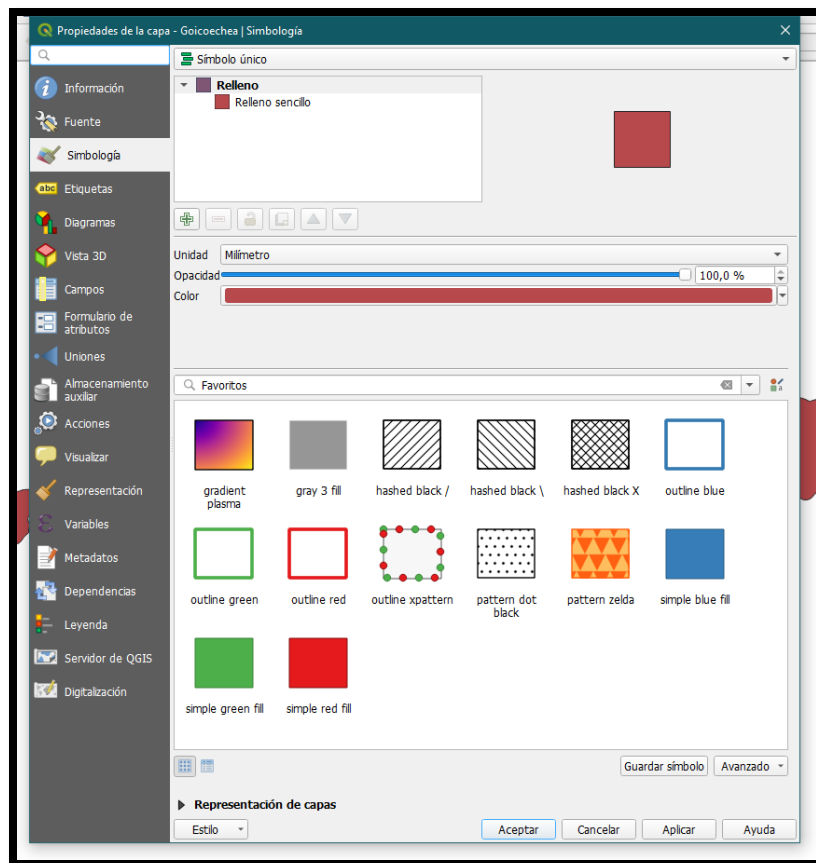 Propiedades de la capa - Goicoechea | Simbología
Información
Fuente
Simbología
abc Etiquetas
Diagramas
Vista 3D
Campos
Formulario de
atributos
Uniones
Almacenamiento
auxiliar
Acciones
Visualizar
Representación
Variables
Metadatos
Dependencias
Leyenda
Servidor de QGIS
Digitalización
Símbolo único
Relleno
Relleno sencillo
Unidad Milímetro
Opacidad 100,0 %
Color
Favoritos
gradient
plasma
gray 3 fill
hashed black /
hashed black \
hashed black X
outline blue
outline green
outline red
outline xpattern
pattern dot
black
pattern zelda
simple blue fill
simple green fill
simple red fill
Guardar símbolo
Avanzado
Representación de capas
Estilo
Aceptar
Cancelar
Aplicar
Ayuda